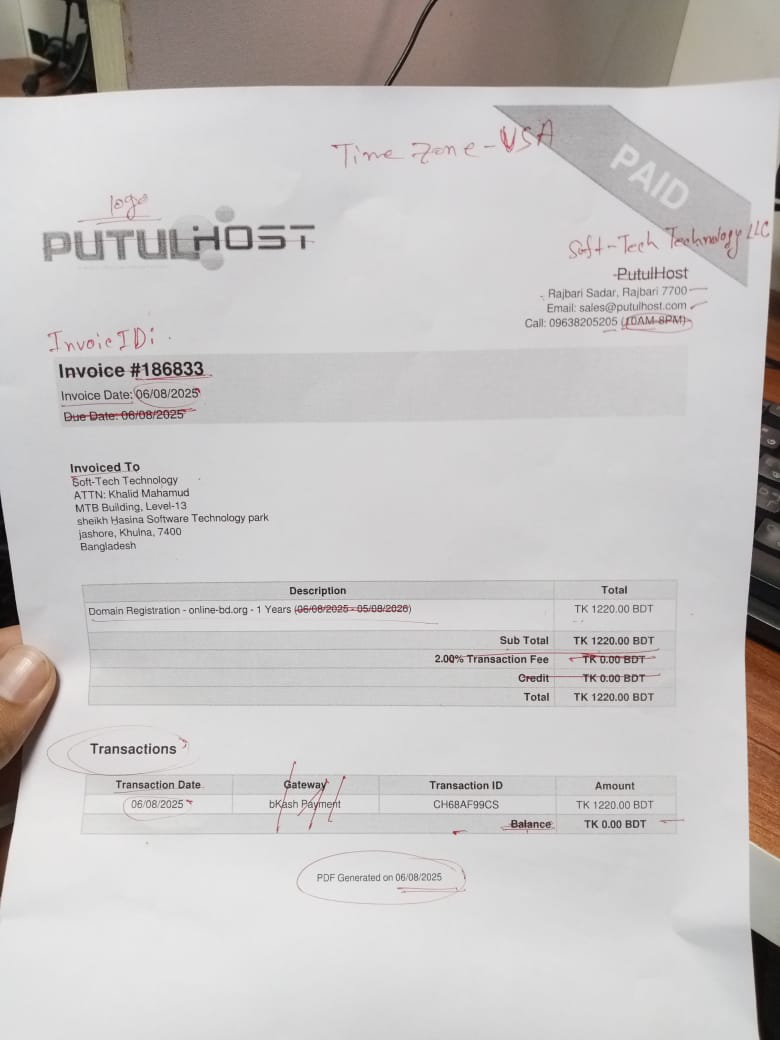 Time Zone - USA
PAID
logo
PUTULHOST
Soft-Tech Technology LLC
PutulHost
Rajbari Sadar, Rajbari 7700
Email: sales@putulhost.com
Call: 09638205205 (10AM-8PM)
InvoicIDi
Invoice #186833
Invoice Date: 06/08/2025
Due Date: 06/08/2025
Invoiced To
Soft-Tech Technology
ATTN: Khalid Mahamud
MTB Building, Level-13
sheikh Hasina Software Technology park
jashore, Khulna, 7400
Bangladesh
Description Total
Domain Registration - online-bd.org - 1 Years (06/08/2025 - 05/08/2026) TK 1220.00 BDT
Sub Total TK 1220.00 BDT
2.00% Transaction Fee TK 0.00 BDT
Credit TK 0.00 BDT
Total TK 1220.00 BDT
Transactions
Transaction Date Gateway Transaction ID Amount
06/08/2025 bKash Payment CH68AF99CS TK 1220.00 BDT
Balance TK 0.00 BDT
PDF Generated on 06/08/2025